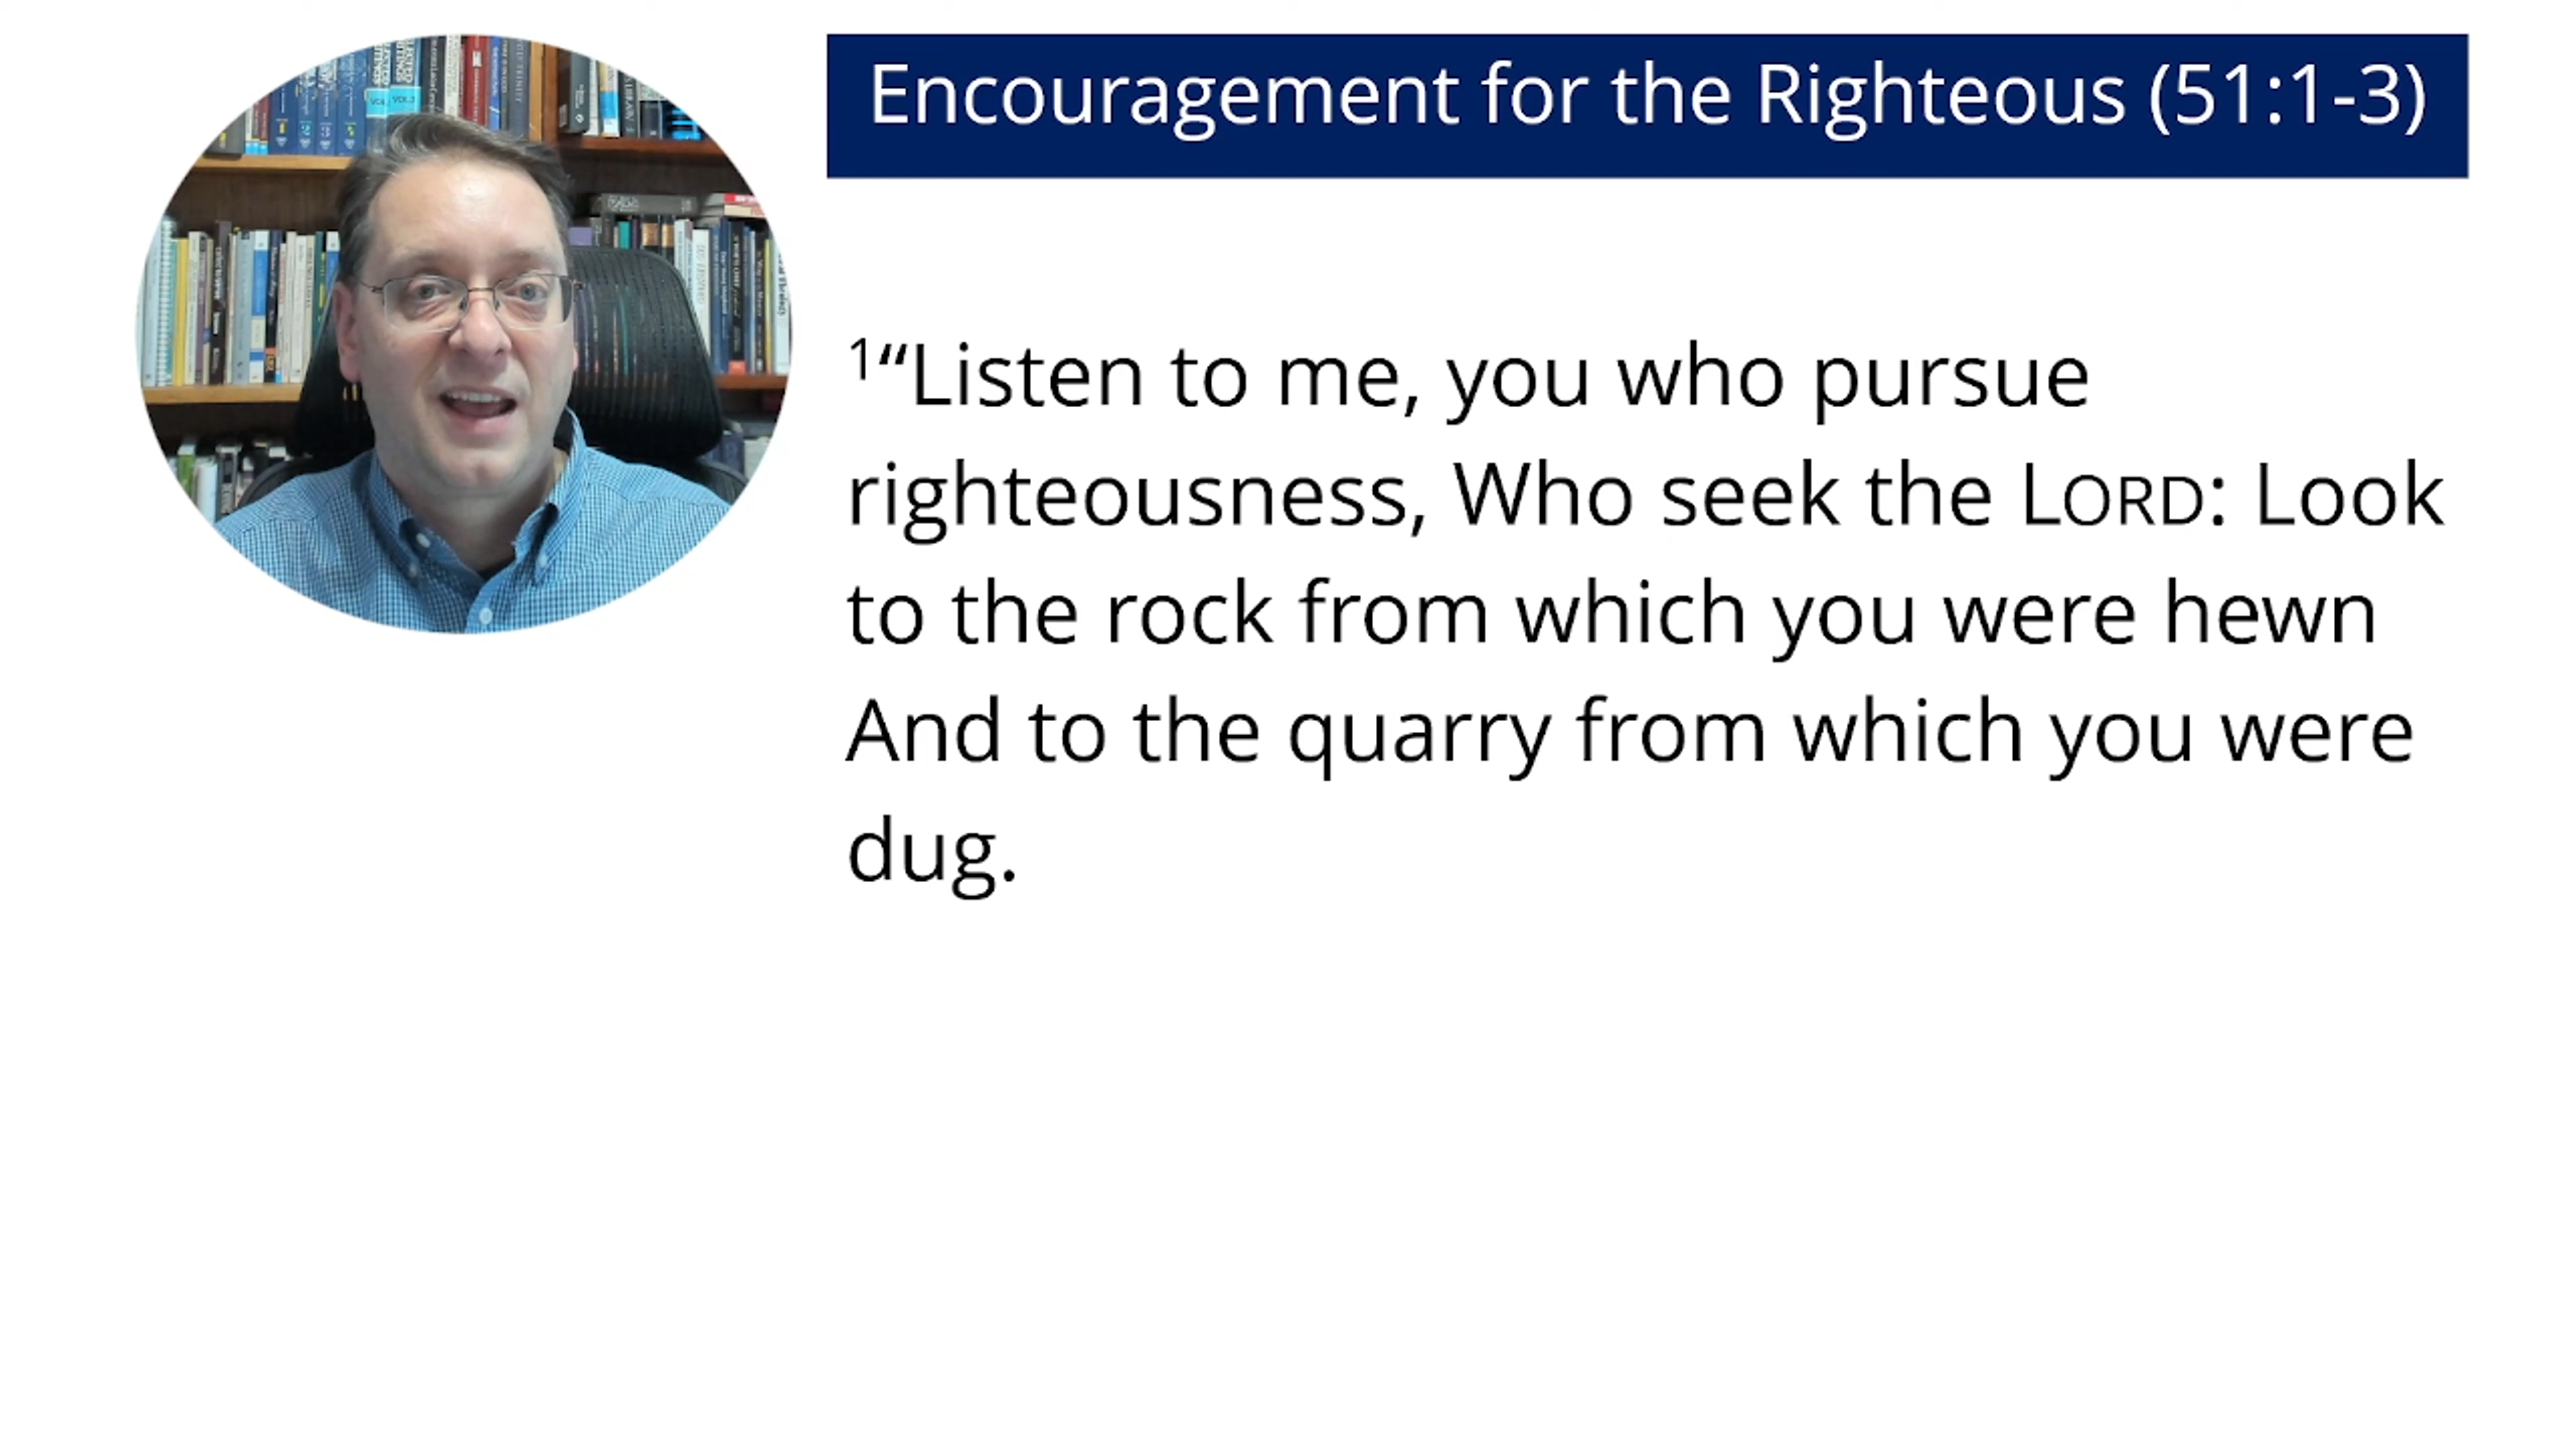 Encouragement for the Righteous (51:1-3)
1“Listen to me, you who pursue
righteousness, Who seek the LORD: Look
to the rock from which you were hewn
And to the quarry from which you were
dug.